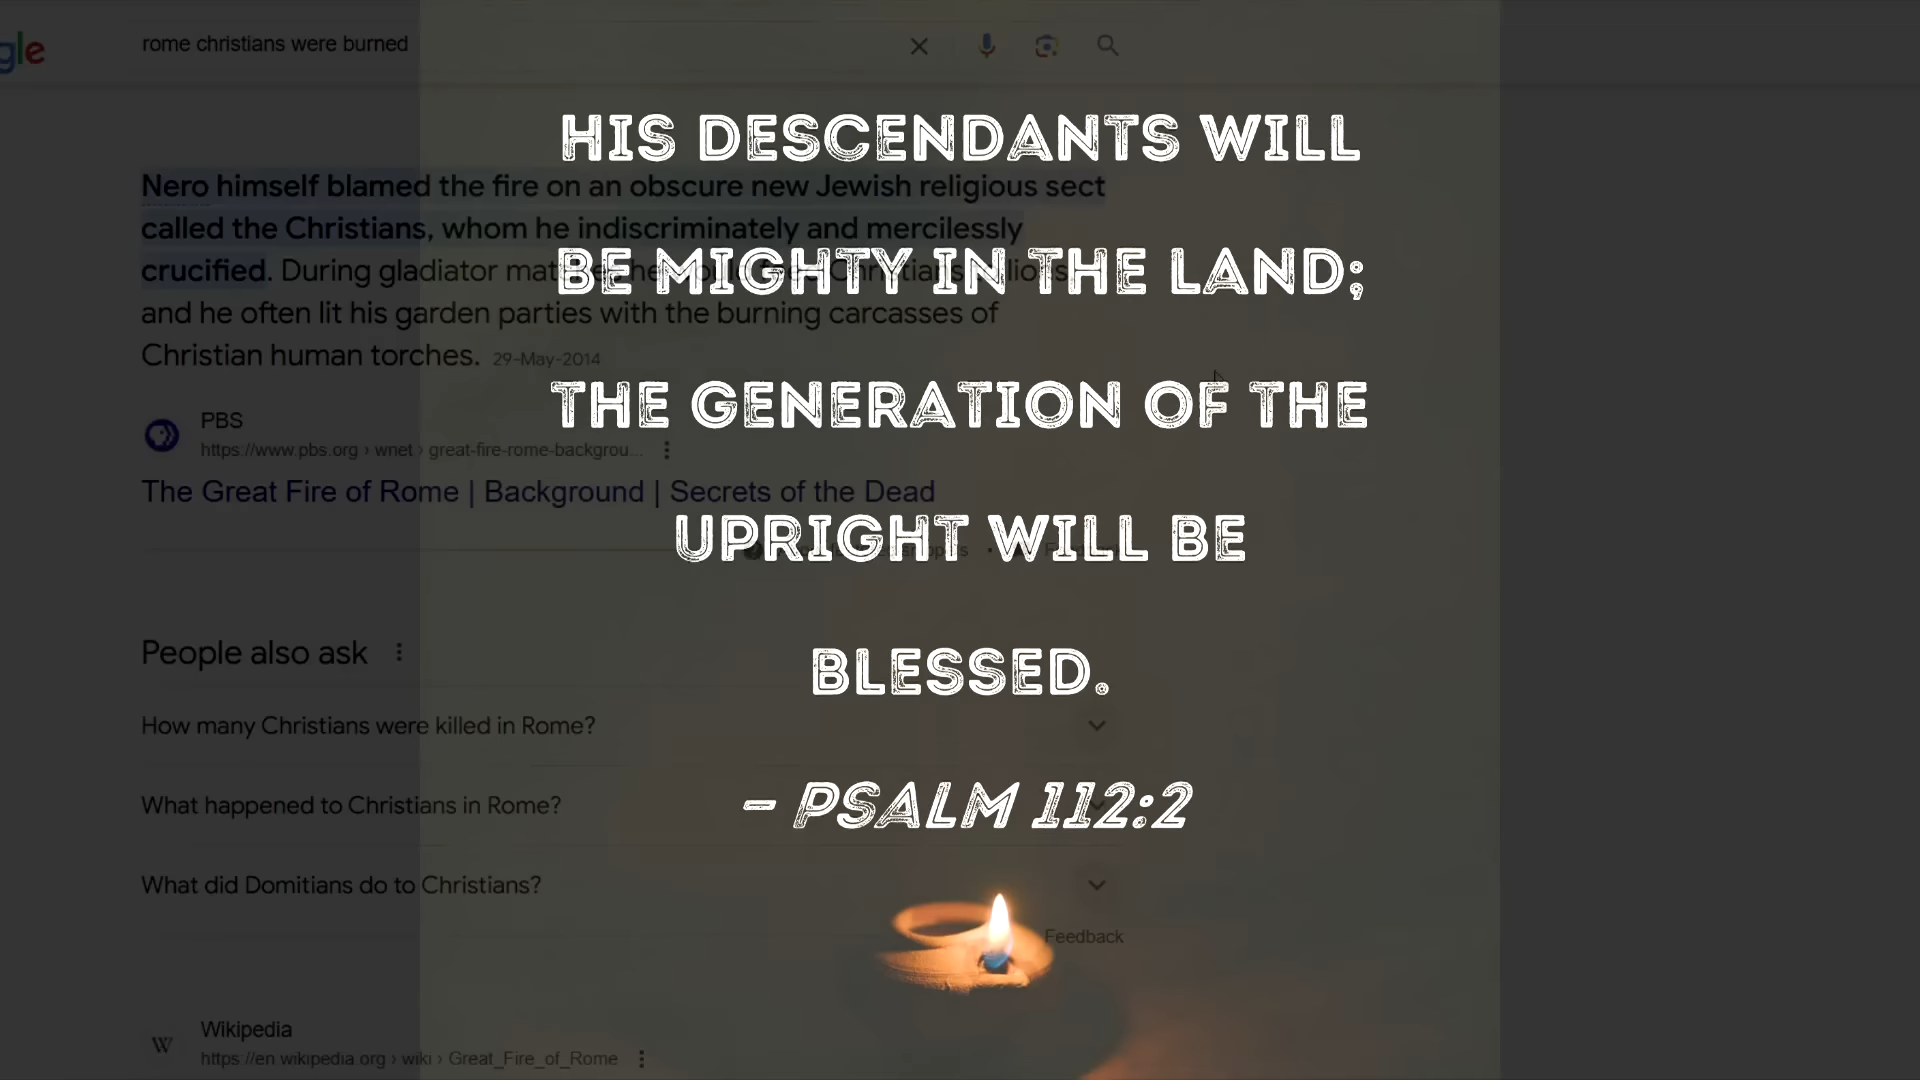 gle
rome christians were burned
HIS DESCENDANTS WILL
BE MIGHTY IN THE LAND;
THE GENERATION OF THE
UPRIGHT WILL BE
BLESSED.
- PSALM 112:2
Nero himself blamed the fire on an obscure new Jewish religious sect
called the Christians, whom he indiscriminately and mercilessly
crucified. During gladiator
and he often lit his garden parties with the burning carcasses of
Christian human torches. 29-May-2014
PBS
https://www.pbs.org › wnet › great-fire-rome-backgrou...
The Great Fire of Rome | Background | Secrets of the Dead
People also ask
How many Christians were killed in Rome?
What happened to Christians in Rome?
What did Domitians do to Christians?
Feedback
Wikipedia
https://en.wikipedia.org › wiki › Great_Fire_of_Rome